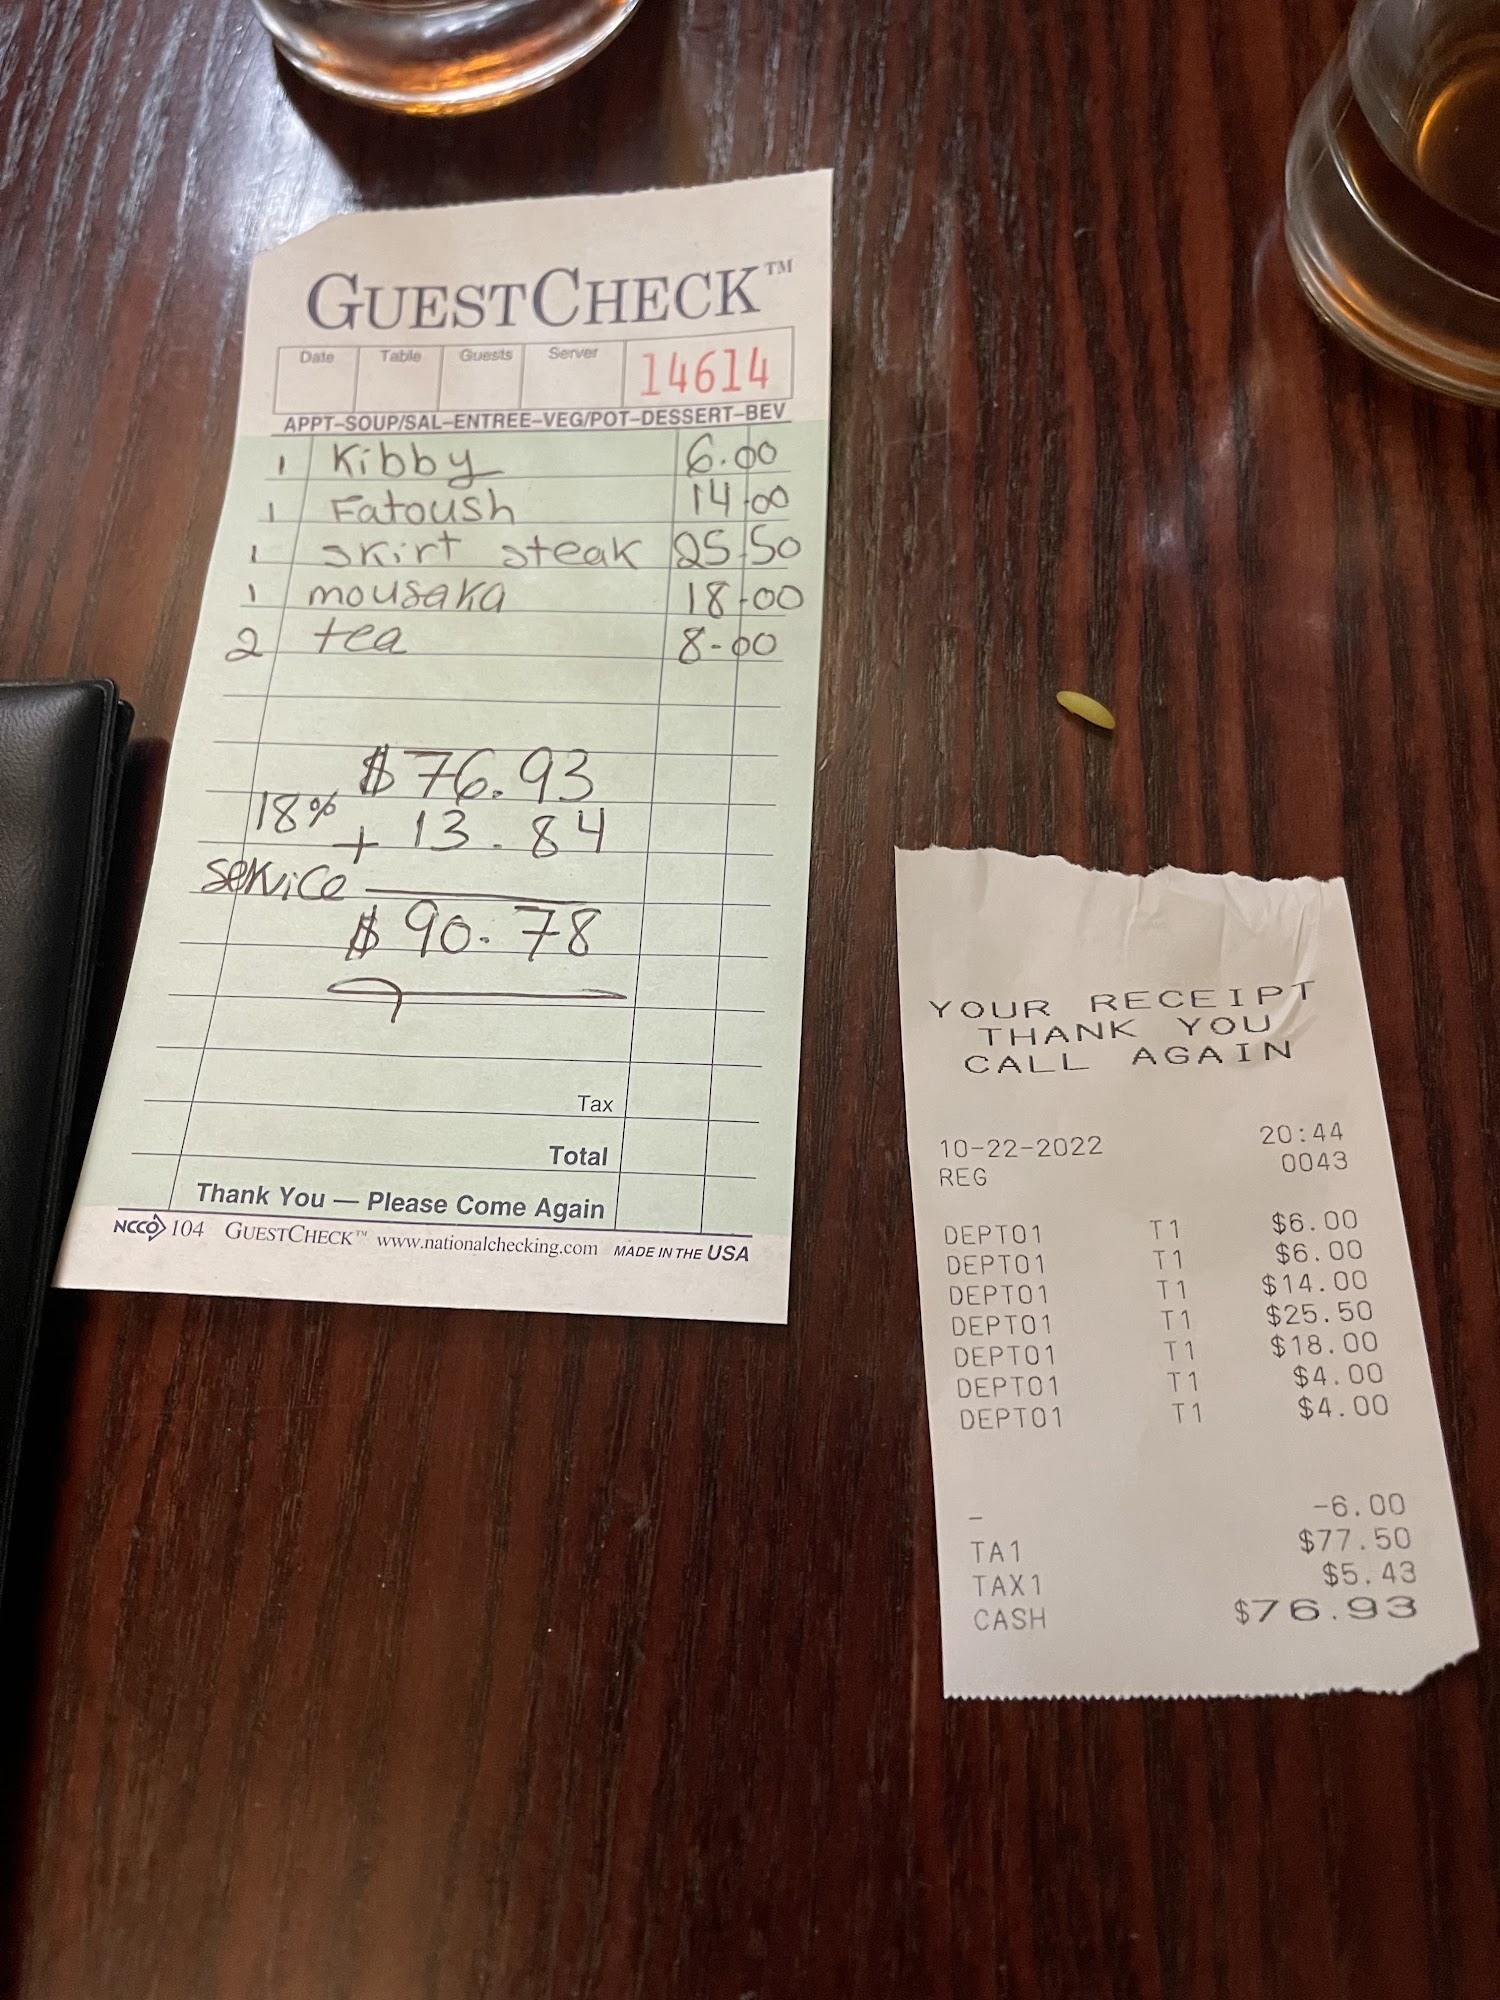 GUESTCHECK™
Date Table Guests Server 14614
APPT–SOUP/SAL–ENTREE–VEG/POT–DESSERT–BEV
1 Kibby 6.00
1 Fatoush 14.00
1 skirt steak 25.50
1 mousaka 18.00
2 tea 8.00
$76.93
18% + 13.84
service
$90.78
Tax
Total
Thank You — Please Come Again
NCCO 104 GUESTCHECK™ www.nationalchecking.com MADE IN THE USA
YOUR RECEIPT
THANK YOU
CALL AGAIN
10-22-2022 20:44
REG 0043
DEPT01 T1 $6.00
DEPT01 T1 $6.00
DEPT01 T1 $14.00
DEPT01 T1 $25.50
DEPT01 T1 $18.00
DEPT01 T1 $4.00
DEPT01 T1 $4.00
– -6.00
TA1 $77.50
TAX1 $5.43
CASH $76.93